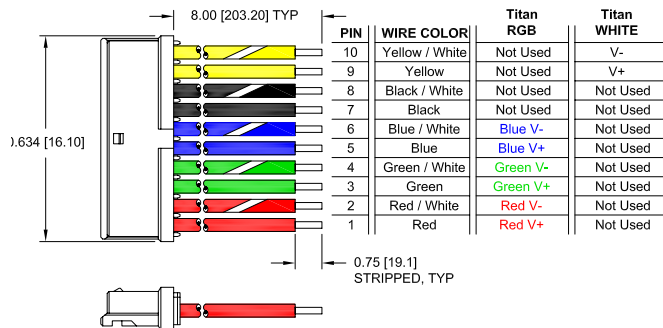 8.00 [203.20] TYP
Titan Titan
PIN WIRE COLOR RGB WHITE
10 Yellow / White Not Used V-
9 Yellow Not Used V+
8 Black / White Not Used Not Used
7 Black Not Used Not Used
6 Blue / White Blue V- Not Used
5 Blue Blue V+ Not Used
4 Green / White Green V- Not Used
3 Green Green V+ Not Used
2 Red / White Red V- Not Used
1 Red Red V+ Not Used
0.634 [16.10]
0.75 [19.1]
STRIPPED, TYP